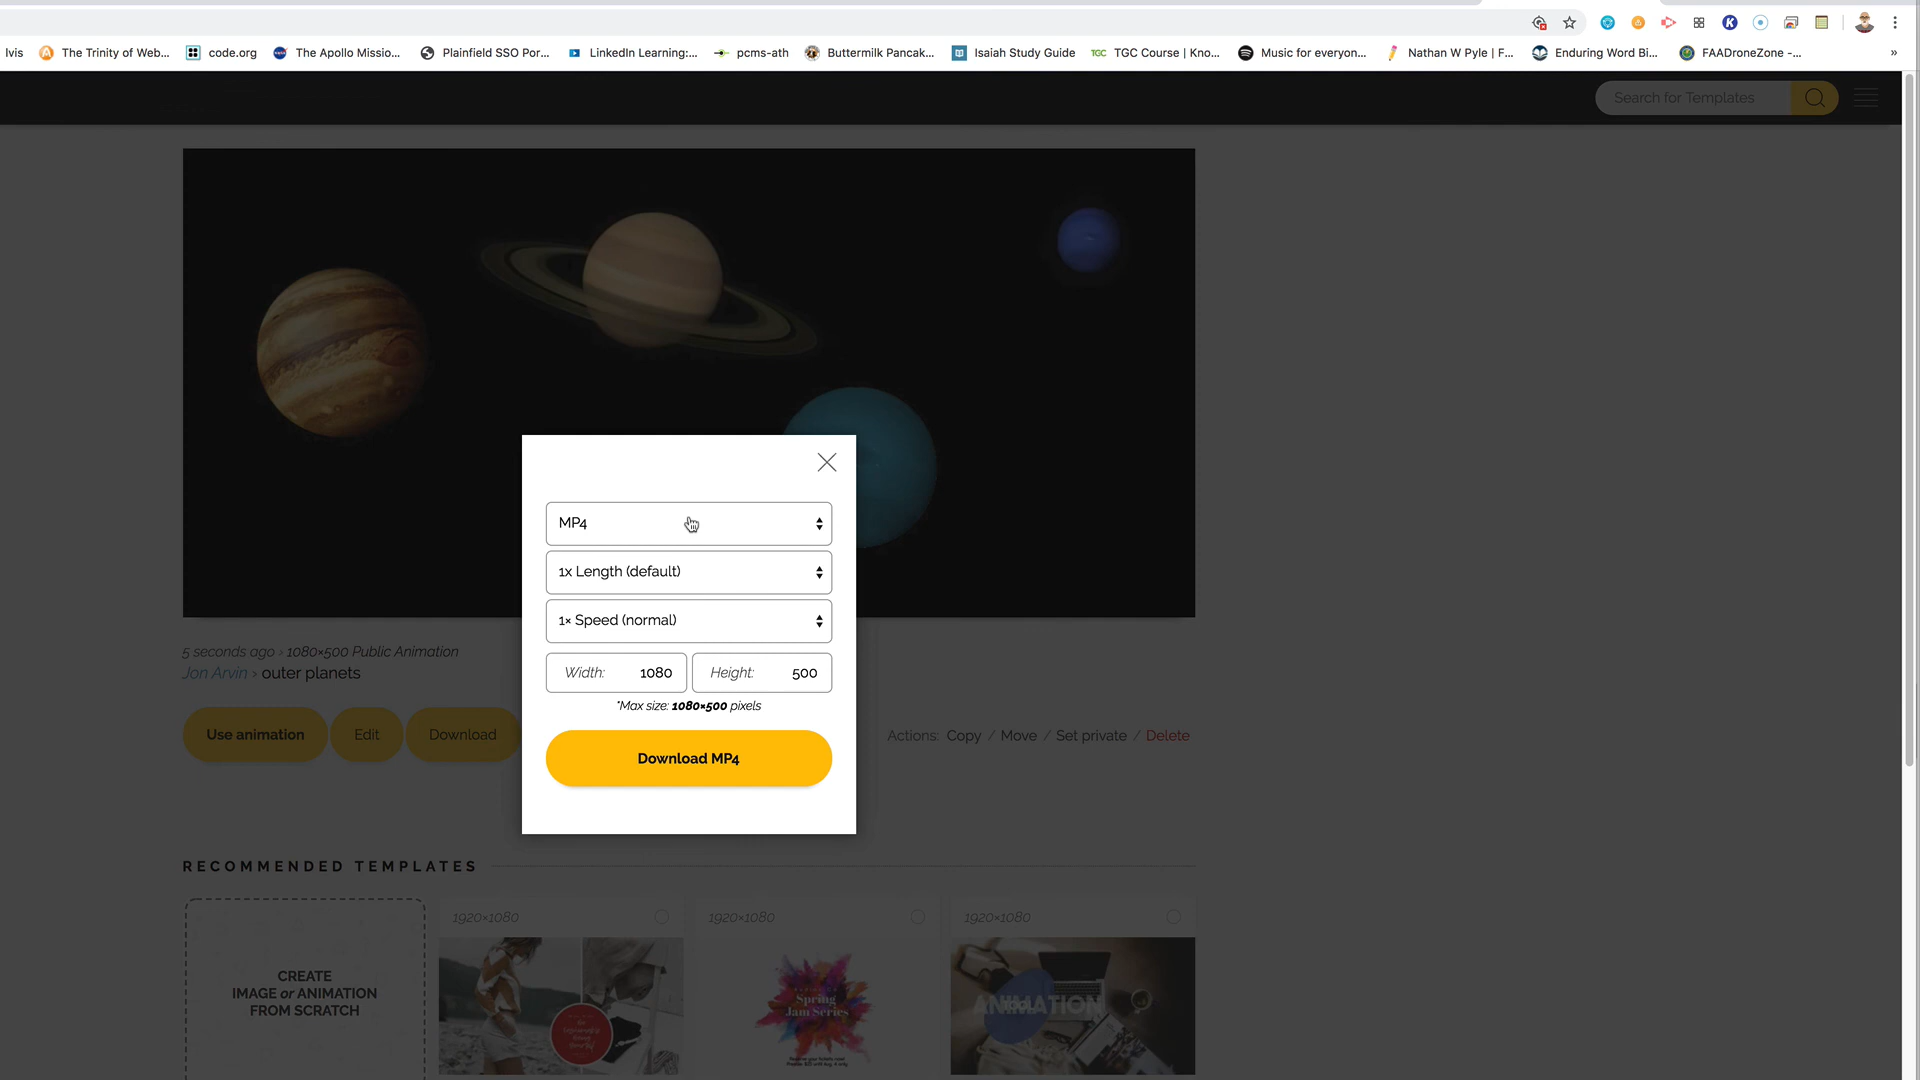 lvis The Trinity of Web... code.org The Apollo Missio... Plainfield SSO Por... LinkedIn Learning:... pcms-ath Buttermilk Pancak... Isaiah Study Guide TGC TGC Course | Kno... Music for everyon... Nathan W Pyle | F... Enduring Word Bi... FAADroneZone -... »
Search for Templates
MP4
1x Length (default)
1× Speed (normal)
Width: 1080 Height: 500
*Max size: 1080×500 pixels
Download MP4
5 seconds ago › 1080×500 Public Animation
Jon Arvin › outer planets
Use animation Edit Download
Actions: Copy / Move / Set private / Delete
RECOMMENDED TEMPLATES
CREATE
IMAGE or ANIMATION
FROM SCRATCH
1920×1080 1920×1080 1920×1080
Spring
Jam Series
ANIMATION